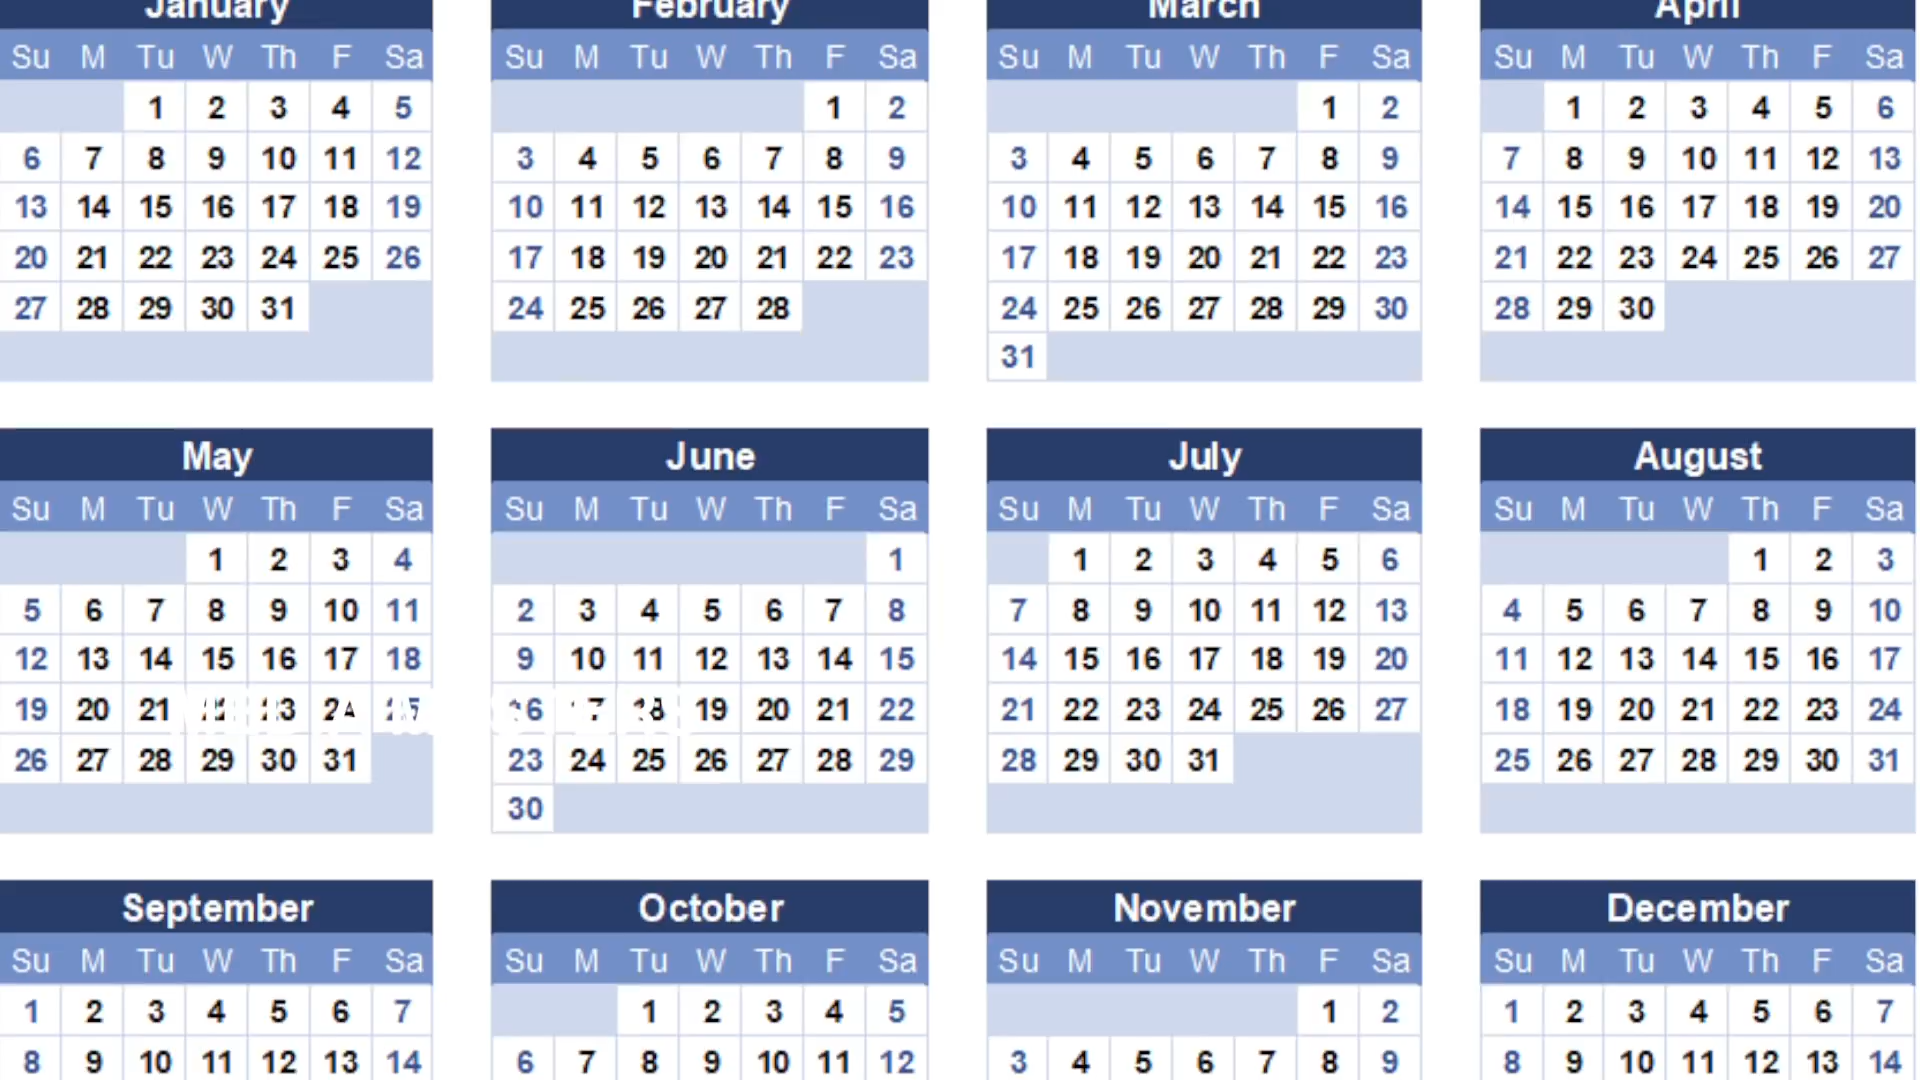 January February March April
Su M Tu W Th F Sa Su M Tu W Th F Sa Su M Tu W Th F Sa Su M Tu W Th F Sa
1 2 3 4 5 1 2 1 2 1 2 3 4 5 6
6 7 8 9 10 11 12 3 4 5 6 7 8 9 3 4 5 6 7 8 9 7 8 9 10 11 12 13
13 14 15 16 17 18 19 10 11 12 13 14 15 16 10 11 12 13 14 15 16 14 15 16 17 18 19 20
20 21 22 23 24 25 26 17 18 19 20 21 22 23 17 18 19 20 21 22 23 21 22 23 24 25 26 27
27 28 29 30 31 24 25 26 27 28 24 25 26 27 28 29 30 28 29 30
31
May June July August
Su M Tu W Th F Sa Su M Tu W Th F Sa Su M Tu W Th F Sa Su M Tu W Th F Sa
1 2 3 4 1 1 2 3 4 5 6 1 2 3
5 6 7 8 9 10 11 2 3 4 5 6 7 8 7 8 9 10 11 12 13 4 5 6 7 8 9 10
12 13 14 15 16 17 18 9 10 11 12 13 14 15 14 15 16 17 18 19 20 11 12 13 14 15 16 17
19 20 21 19 20 21 22 21 22 23 24 25 26 27 18 19 20 21 22 23 24
26 27 28 29 30 31 23 24 25 26 27 28 29 28 29 30 31 25 26 27 28 29 30 31
30
September October November December
Su M Tu W Th F Sa Su M Tu W Th F Sa Su M Tu W Th F Sa Su M Tu W Th F Sa
1 2 3 4 5 6 7 1 2 3 4 5 1 2 1 2 3 4 5 6 7
8 9 10 11 12 13 14 6 7 8 9 10 11 12 3 4 5 6 7 8 9 8 9 10 11 12 13 14